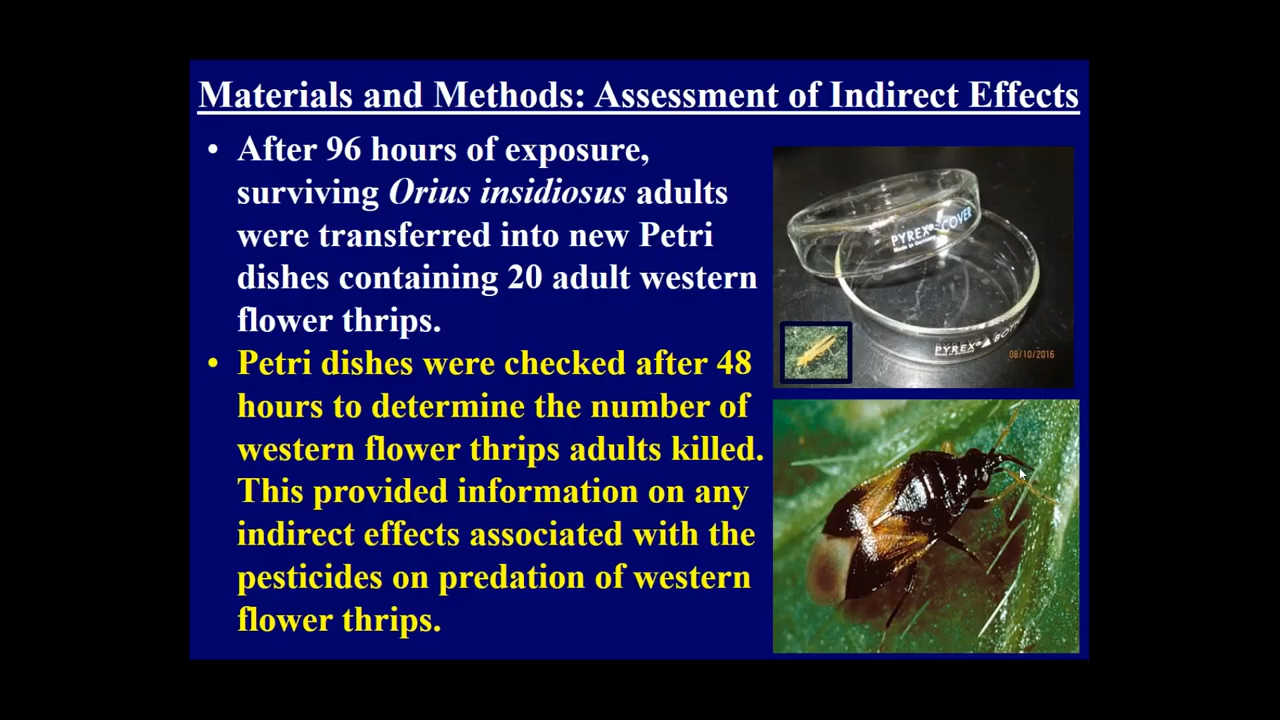 Materials and Methods: Assessment of Indirect Effects
• After 96 hours of exposure,
surviving Orius insidiosus adults
were transferred into new Petri
dishes containing 20 adult western
flower thrips.
• Petri dishes were checked after 48
hours to determine the number of
western flower thrips adults killed.
This provided information on any
indirect effects associated with the
pesticides on predation of western
flower thrips.
PYREX® COVER
Made in Germany
PYREX®
08/10/2016